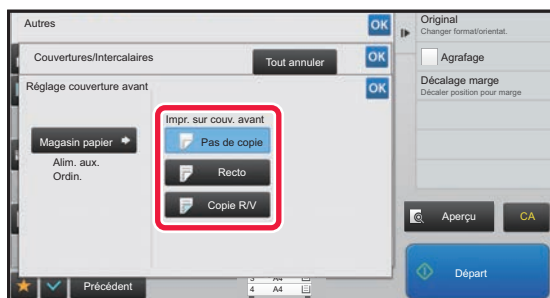 Autres
OK
Couvertures/Intercalaires
Tout annuler
OK
Réglage couverture avant
OK
Impr. sur couv. avant
Magasin papier
Alim. aux.
Ordin.
Pas de copie
Recto
Copie R/V
Précédent
A4
4 A4
Original
Changer format/orientat.
Agrafage
Décalage marge
Décaler position pour marge
Aperçu
CA
Départ